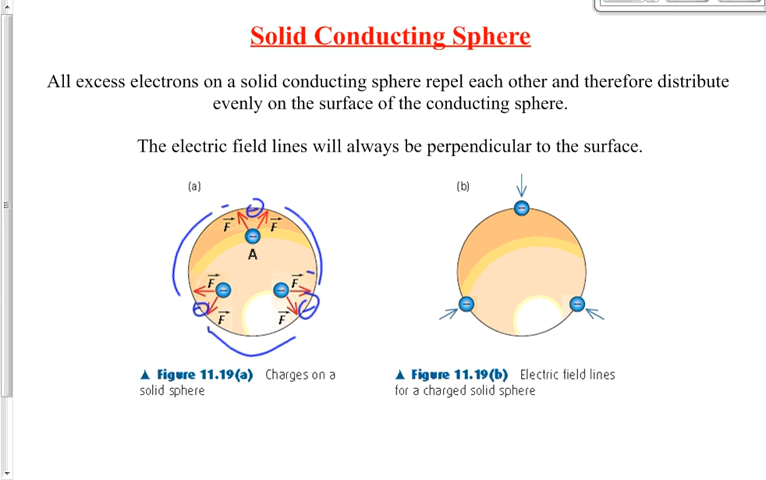 Solid Conducting Sphere
All excess electrons on a solid conducting sphere repel each other and therefore distribute
evenly on the surface of the conducting sphere.
The electric field lines will always be perpendicular to the surface.
(a)
(b)
F F
A
F F
F F
▲ Figure 11.19(a) Charges on a
solid sphere
▲ Figure 11.19(b) Electric field lines
for a charged solid sphere